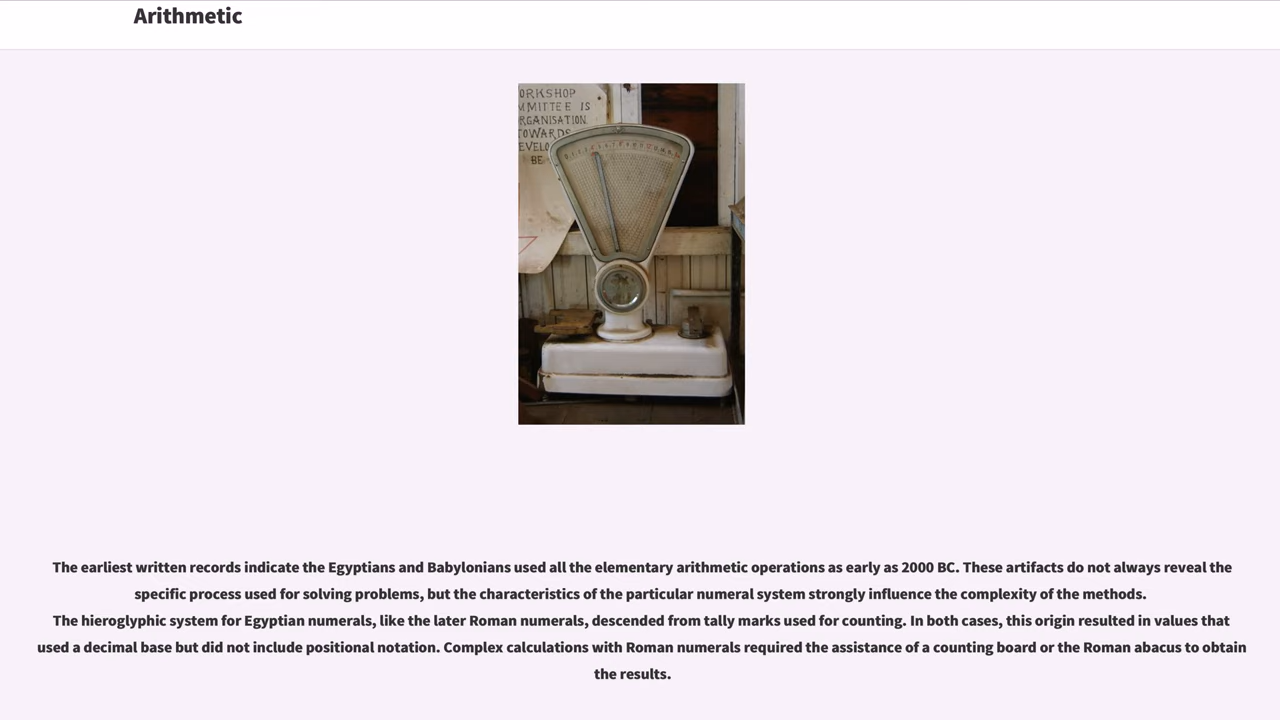 Arithmetic
ORKSHOP
MMITTEE IS
RGANISATION
TOWARDS
EVELO
BE
The earliest written records indicate the Egyptians and Babylonians used all the elementary arithmetic operations as early as 2000 BC. These artifacts do not always reveal the
specific process used for solving problems, but the characteristics of the particular numeral system strongly influence the complexity of the methods.
The hieroglyphic system for Egyptian numerals, like the later Roman numerals, descended from tally marks used for counting. In both cases, this origin resulted in values that
used a decimal base but did not include positional notation. Complex calculations with Roman numerals required the assistance of a counting board or the Roman abacus to obtain
the results.